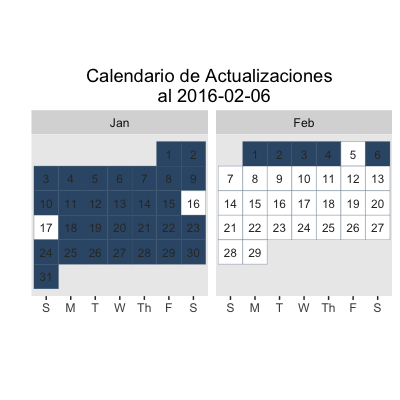 Calendario de Actualizaciones
al 2016-02-06
Jan
1 2
3 4 5 6 7 8 9
10 11 12 13 14 15 16
17 18 19 20 21 22 23
24 25 26 27 28 29 30
31
S M T W Th F S
Feb
1 2 3 4 5 6
7 8 9 10 11 12 13
14 15 16 17 18 19 20
21 22 23 24 25 26 27
28 29
S M T W Th F S